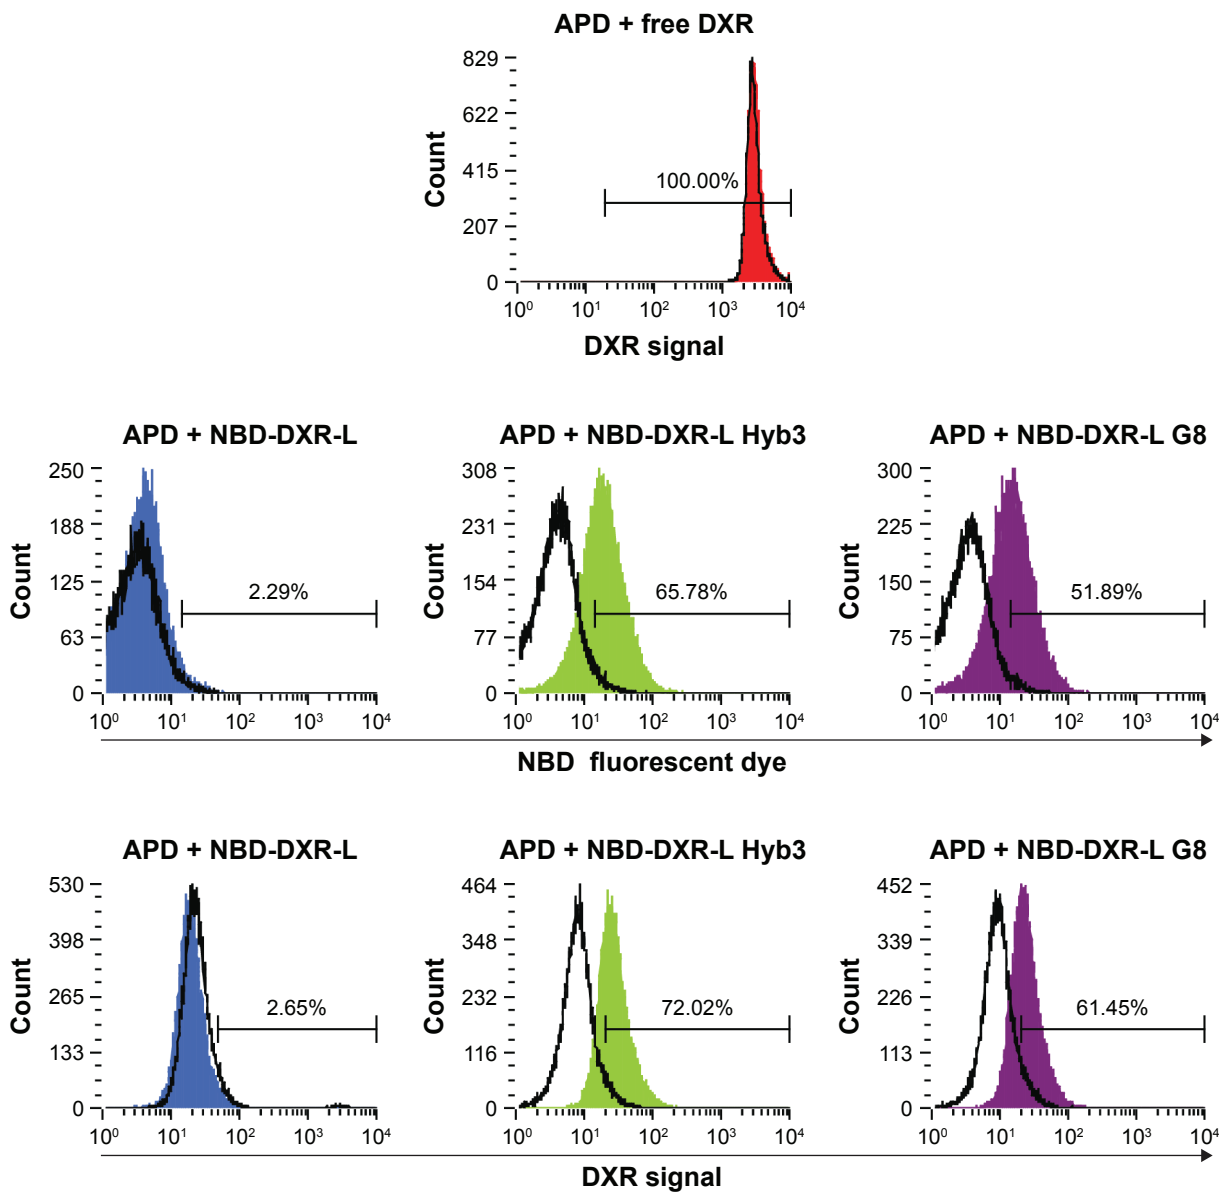 APD + free DXR
829
622
415
207
0
Count
100.00%
10⁰ 10¹ 10² 10³ 10⁴
DXR signal
APD + NBD-DXR-L
250
188
125
63
0
Count
2.29%
10⁰ 10¹ 10² 10³ 10⁴
APD + NBD-DXR-L Hyb3
308
231
154
77
0
Count
65.78%
10⁰ 10¹ 10² 10³ 10⁴
APD + NBD-DXR-L G8
300
225
150
75
0
Count
51.89%
10⁰ 10¹ 10² 10³ 10⁴
NBD fluorescent dye
APD + NBD-DXR-L
530
398
265
133
0
Count
2.65%
10⁰ 10¹ 10² 10³ 10⁴
APD + NBD-DXR-L Hyb3
464
348
232
116
0
Count
72.02%
10⁰ 10¹ 10² 10³ 10⁴
APD + NBD-DXR-L G8
452
339
226
113
0
Count
61.45%
10⁰ 10¹ 10² 10³ 10⁴
DXR signal